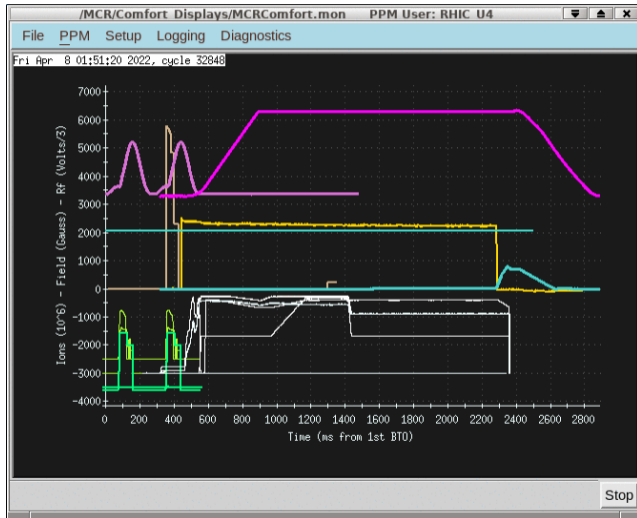 /MCR/Comfort Displays/MCRComfort.mon PPM User: RHIC U4
File PPM Setup Logging Diagnostics
Fri Apr 8 01:51:20 2022, cycle 32848
7000
6000
5000
4000
3000
2000
1000
0
-1000
-2000
-3000
-4000
Ions (10^6) - Field (Gauss) - Rf (Volts/3)
0 200 400 600 800 1000 1200 1400 1600 1800 2000 2200 2400 2600 2800
Time (ms from 1st BTO)
Stop